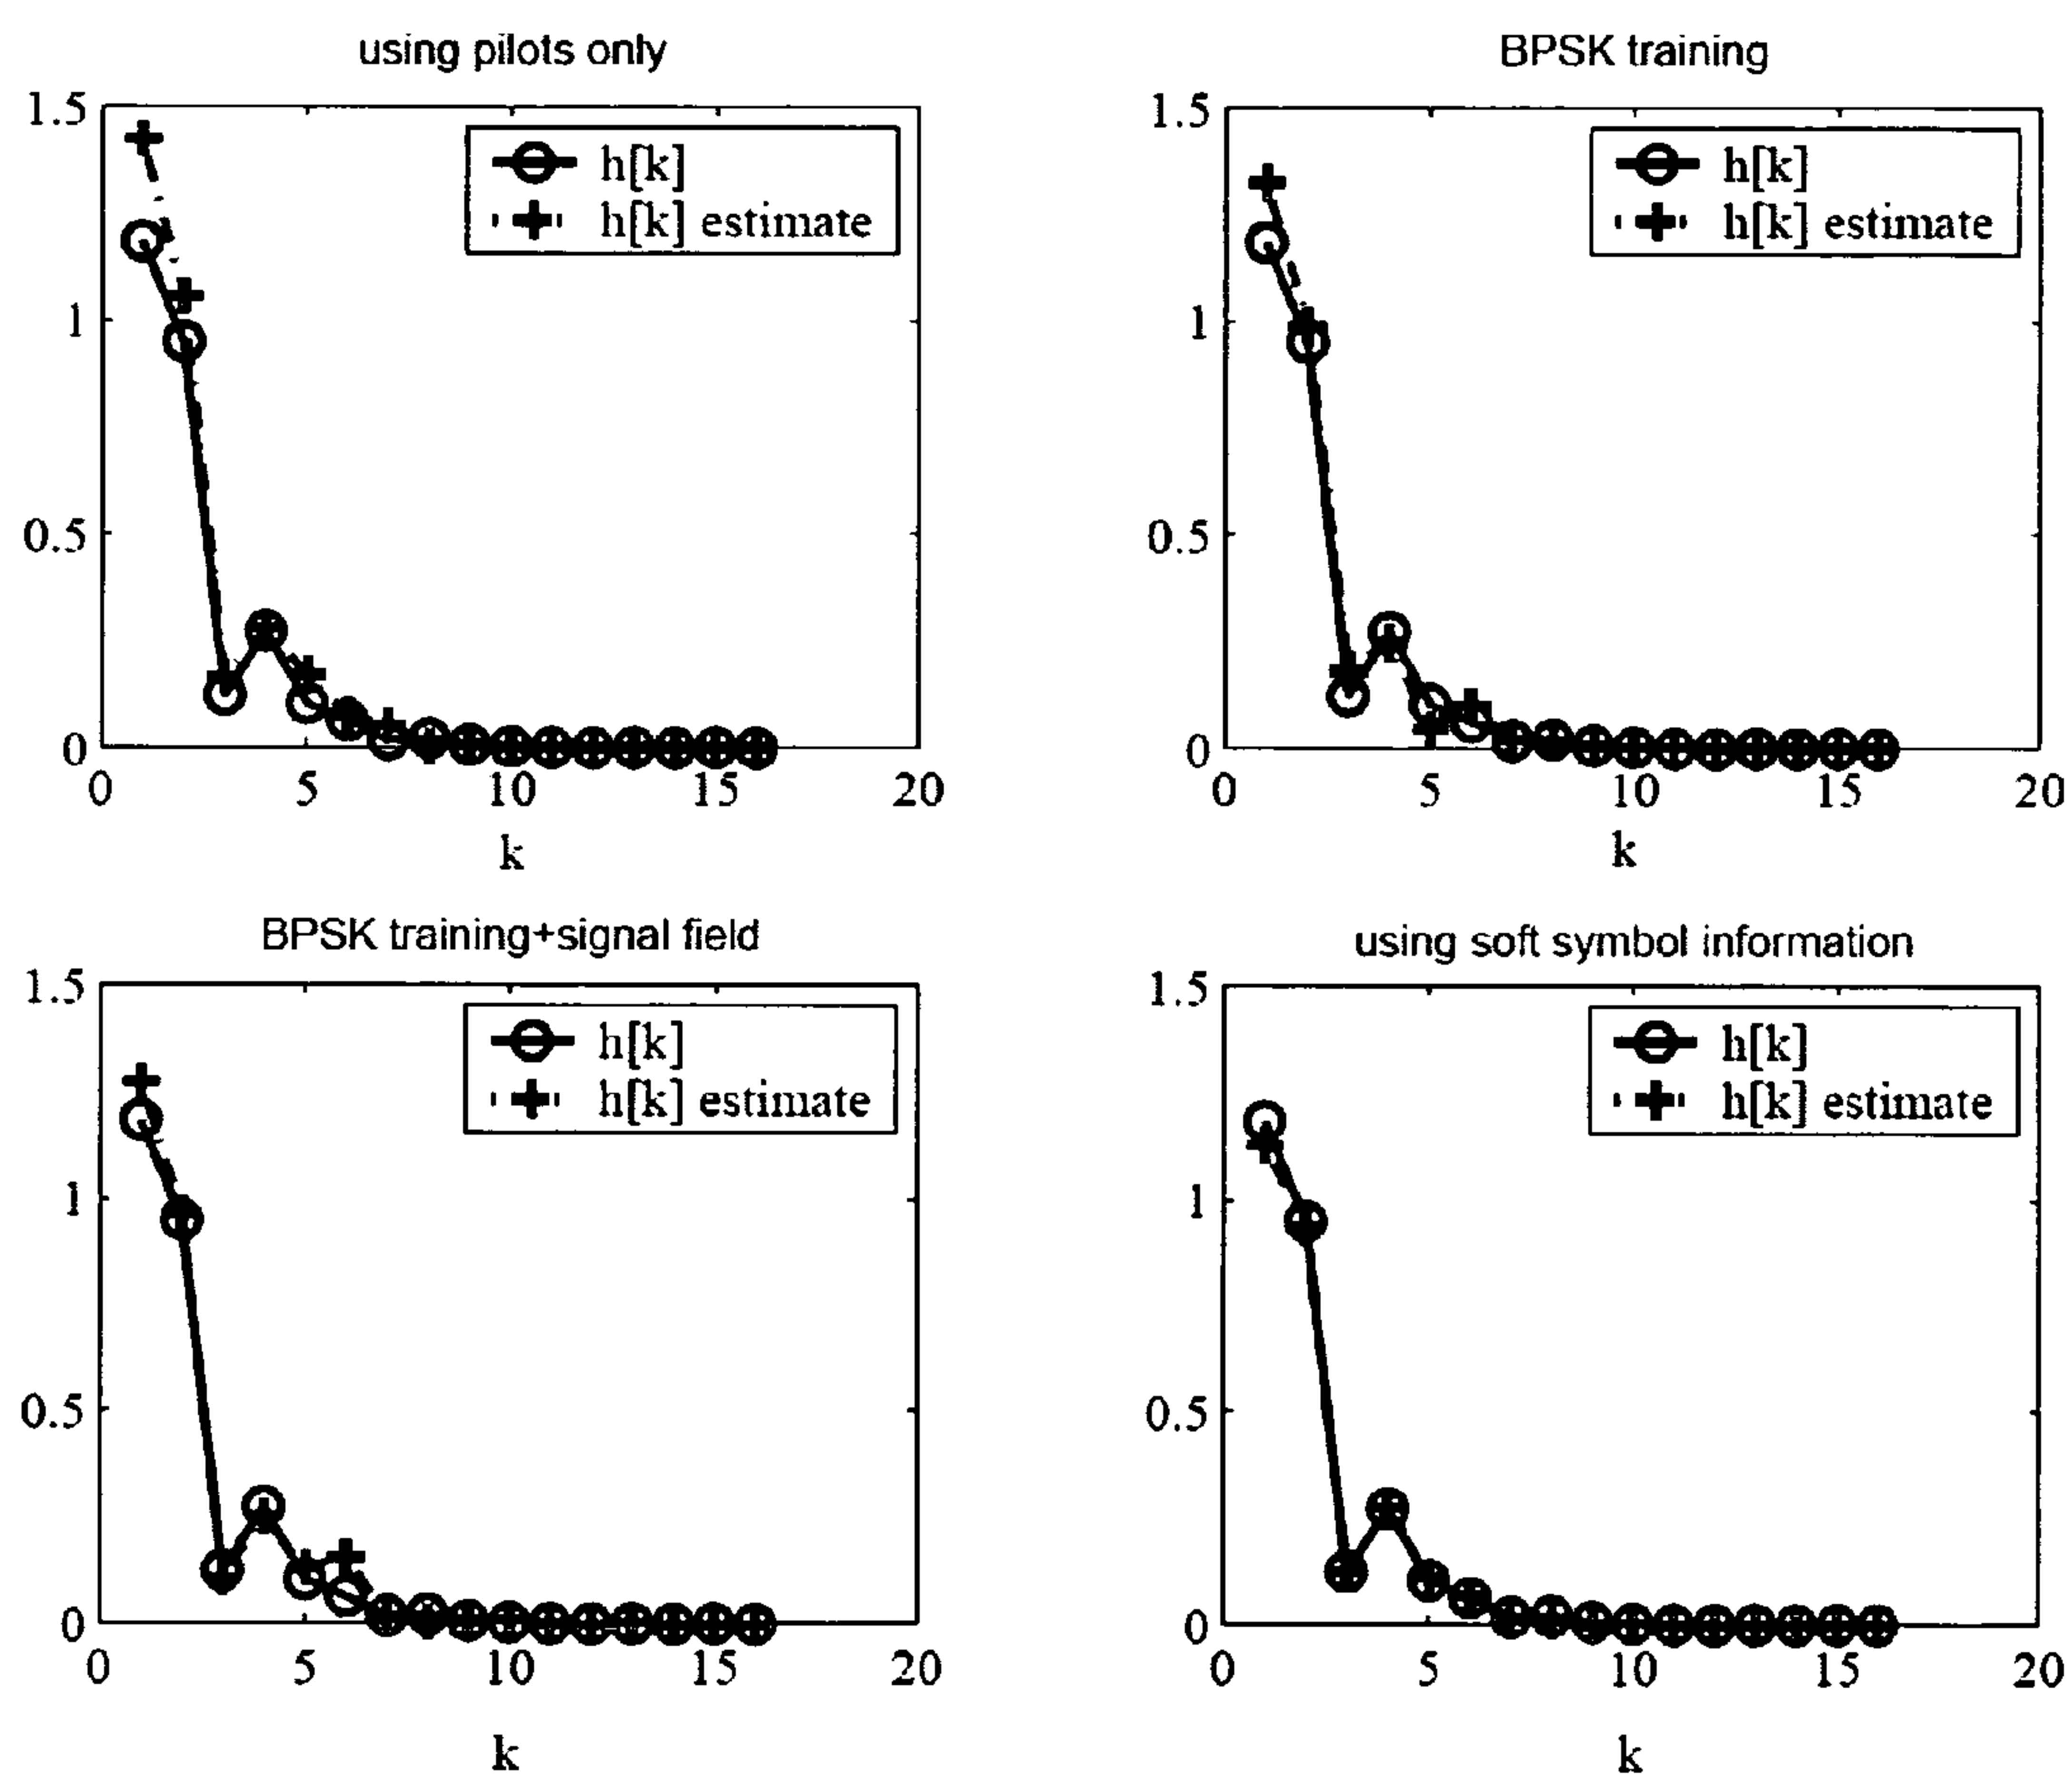 using pilots only
1.5
1
0.5
0
0 5 10 15 20
k
h[k]
h[k] estimate
BPSK training
1.5
1
0.5
0
0 5 10 15 20
k
h[k]
h[k] estimate
BPSK training+signal field
1.5
1
0.5
0
0 5 10 15 20
k
h[k]
h[k] estimate
using soft symbol information
1.5
1
0.5
0
0 5 10 15 20
k
h[k]
h[k] estimate